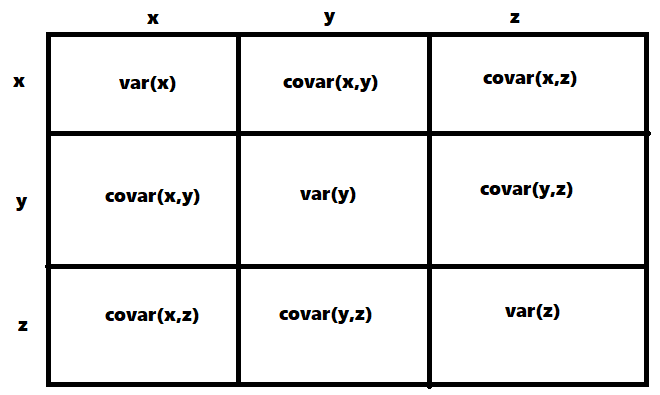 x y z
x var(x) covar(x,y) covar(x,z)
y covar(x,y) var(y) covar(y,z)
z covar(x,z) covar(y,z) var(z)